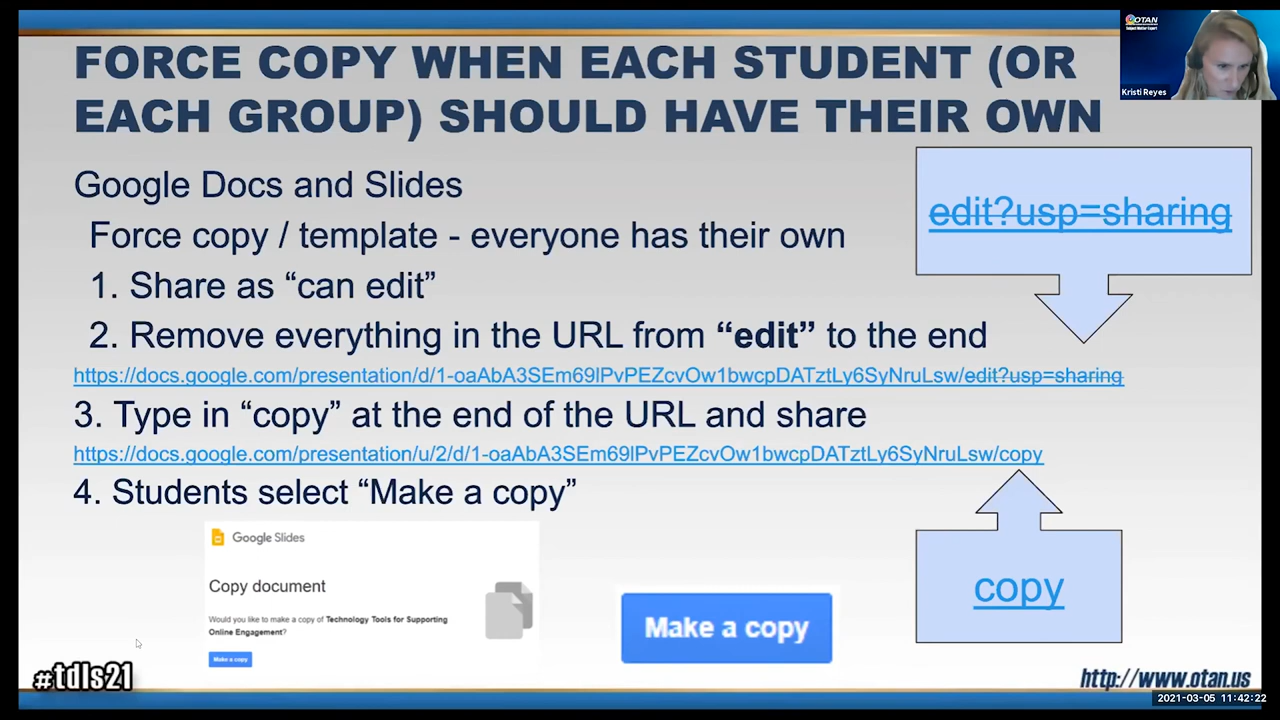 FORCE COPY WHEN EACH STUDENT (OR
EACH GROUP) SHOULD HAVE THEIR OWN
OTAN
Subject Matter Expert
Kristi Reyes
Google Docs and Slides
edit?usp=sharing
Force copy / template - everyone has their own
1. Share as “can edit”
2. Remove everything in the URL from “edit” to the end
https://docs.google.com/presentation/d/1-oaAbA3SEm69lPvPEZcvOw1bwcpDATztLy6SyNruLsw/edit?usp=sharing
3. Type in “copy” at the end of the URL and share
https://docs.google.com/presentation/u/2/d/1-oaAbA3SEm69lPvPEZcvOw1bwcpDATztLy6SyNruLsw/copy
4. Students select “Make a copy”
Google Slides
Copy document
Would you like to make a copy of Technology Tools for Supporting
Online Engagement?
Make a copy
Make a copy
copy
#tdls21
http://www.otan.us
2021-03-05 11:42:22